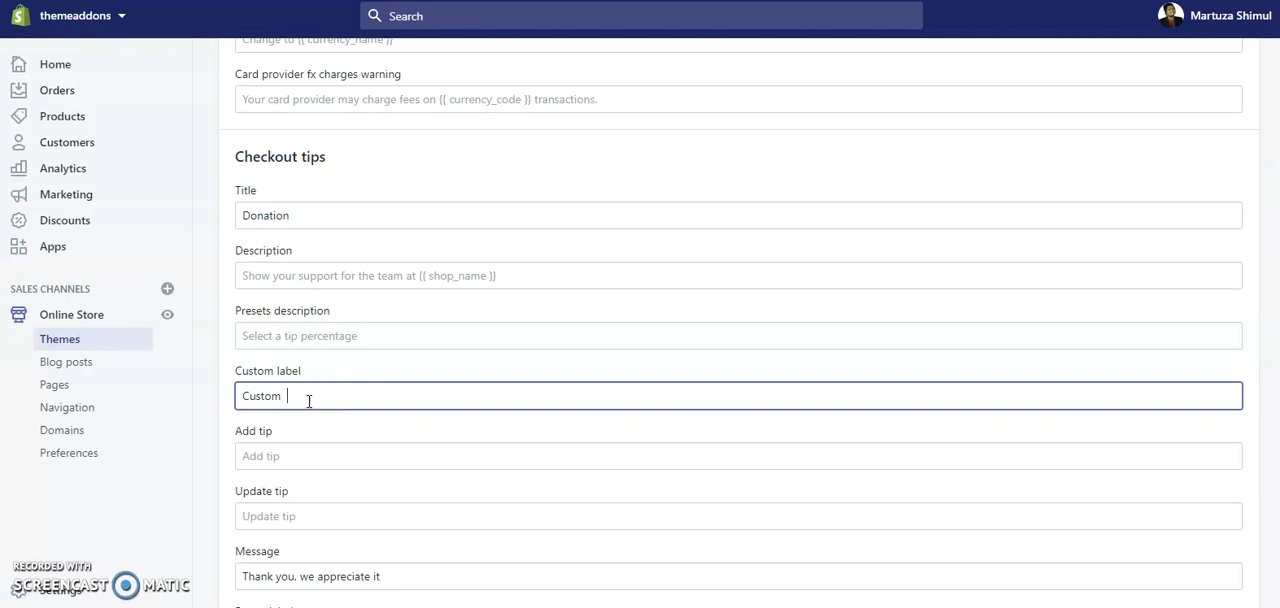 themeaddons
Search
Martuza Shimul
Home
Orders
Products
Customers
Analytics
Marketing
Discounts
Apps
SALES CHANNELS
Online Store
Themes
Blog posts
Pages
Navigation
Domains
Preferences
Settings
RECORDED WITH
SCREENCAST MATIC
Change to {{ currency_name }}
Card provider fx charges warning
Your card provider may charge fees on {{ currency_code }} transactions.
Checkout tips
Title
Donation
Description
Show your support for the team at {{ shop_name }}
Presets description
Select a tip percentage
Custom label
Custom
Add tip
Add tip
Update tip
Update tip
Message
Thank you, we appreciate it